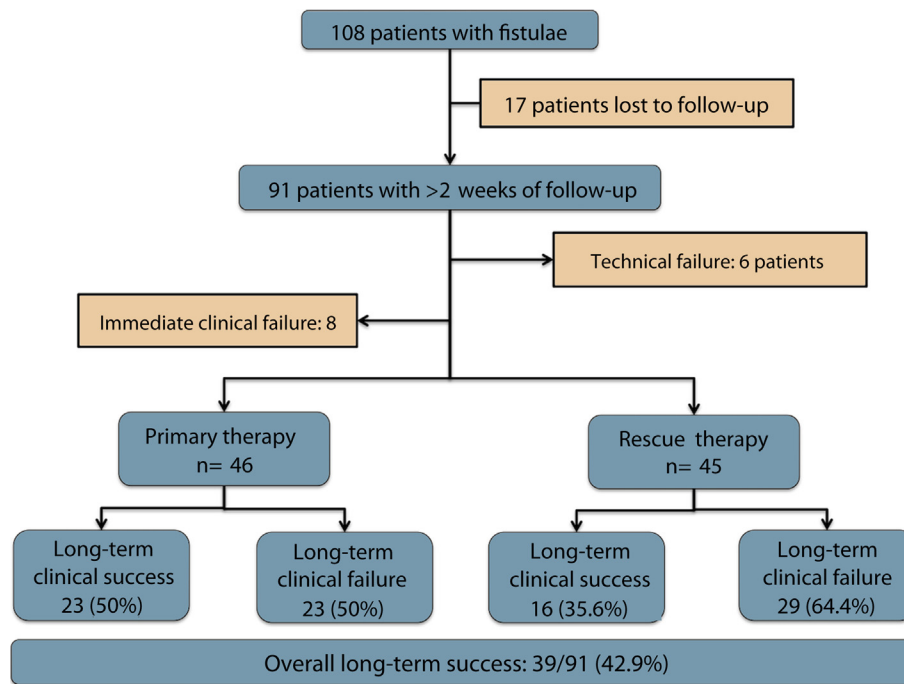 108 patients with fistulae
17 patients lost to follow-up
91 patients with >2 weeks of follow-up
Technical failure: 6 patients
Immediate clinical failure: 8
Primary therapy
n= 46
Rescue therapy
n= 45
Long-term
clinical success
23 (50%)
Long-term
clinical failure
23 (50%)
Long-term
clinical success
16 (35.6%)
Long-term
clinical failure
29 (64.4%)
Overall long-term success: 39/91 (42.9%)